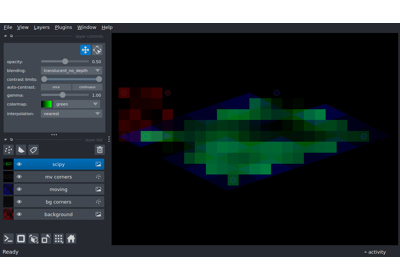 File View Layers Plugins Window Help
opacity: 0.50
blending: translucent_no_depth
contrast limits:
auto-contrast: once continuous
gamma: 1.00
colormap: green
interpolation: nearest
scipy
mv corners
moving
bg corners
background
Ready
activity